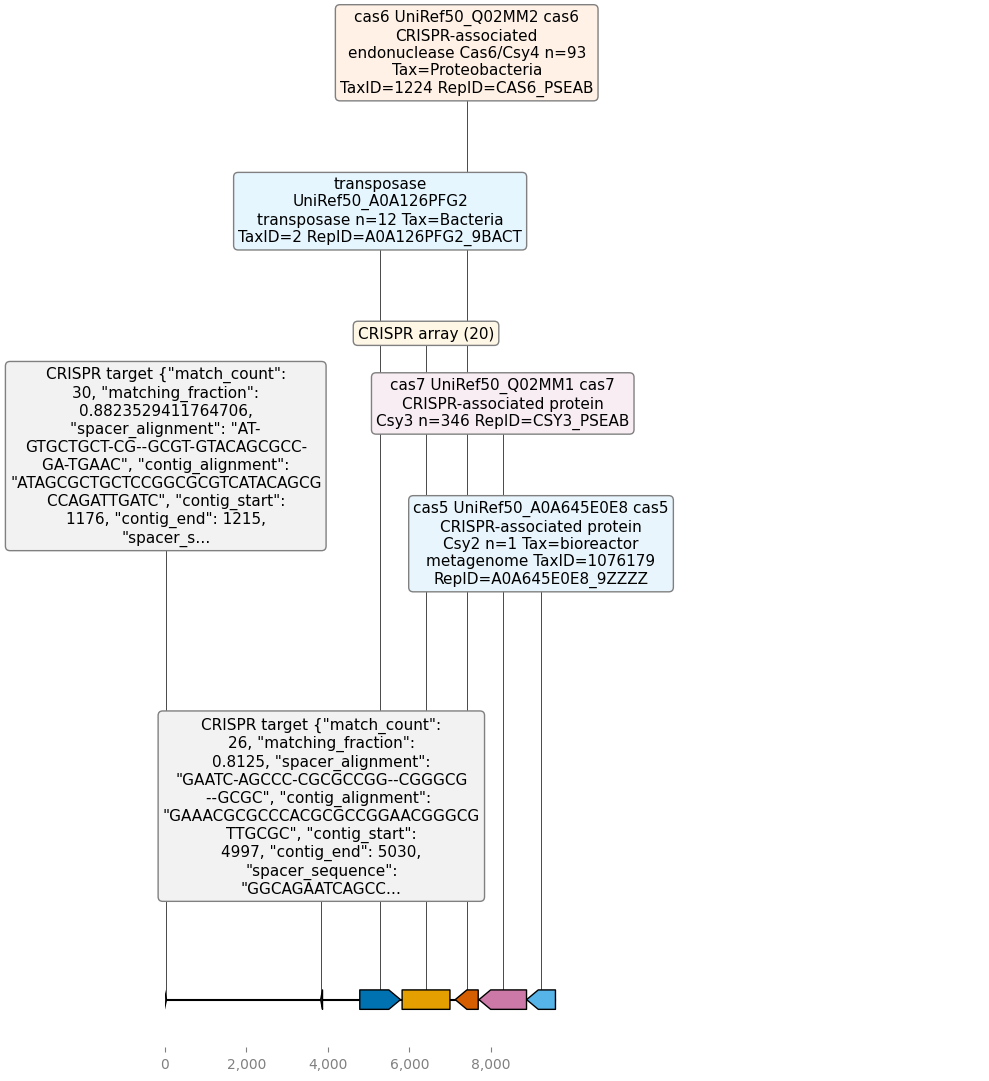 cas6 UniRef50_Q02MM2 cas6
CRISPR-associated
endonuclease Cas6/Csy4 n=93
Tax=Proteobacteria
TaxID=1224 RepID=CAS6_PSEAB
transposase
UniRef50_A0A126PFG2
transposase n=12 Tax=Bacteria
TaxID=2 RepID=A0A126PFG2_9BACT
CRISPR array (20)
CRISPR target {"match_count":
30, "matching_fraction":
0.8823529411764706,
"spacer_alignment": "AT-
GTGCTGCT-CG--GCGT-GTACAGCGCC-
GA-TGAAC", "contig_alignment":
"ATAGCGCTGCTCCGGCGCGTCATACAGCG
CCAGATTGATC", "contig_start":
1176, "contig_end": 1215,
"spacer_s...
cas7 UniRef50_Q02MM1 cas7
CRISPR-associated protein
Csy3 n=346 RepID=CSY3_PSEAB
cas5 UniRef50_A0A645E0E8 cas5
CRISPR-associated protein
Csy2 n=1 Tax=bioreactor
metagenome TaxID=1076179
RepID=A0A645E0E8_9ZZZZ
CRISPR target {"match_count":
26, "matching_fraction":
0.8125, "spacer_alignment":
"GAATC-AGCCC-CGCGCCGG--CGGGCG
--GCGC", "contig_alignment":
"GAAACGCGCCCACGCGCCGGAACGGGCG
TTGCGC", "contig_start":
4997, "contig_end": 5030,
"spacer_sequence":
"GGCAGAATCAGCC...
0 2,000 4,000 6,000 8,000